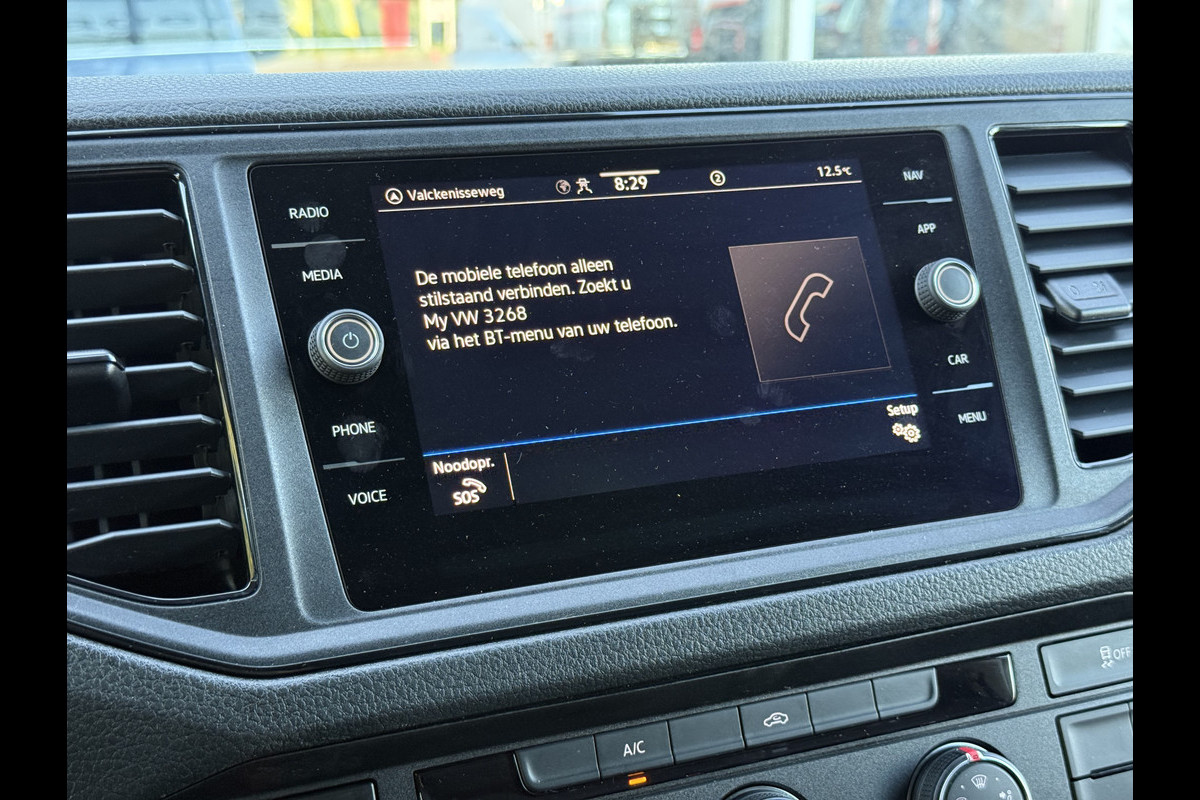 Valckenisseweg
8:29
2
12.5°C
NAV
RADIO
APP
MEDIA
De mobiele telefoon alleen
stilstaand verbinden. Zoekt u
My VW 3268
via het BT-menu van uw telefoon.
CAR
PHONE
MENU
Setup
VOICE
Noodopr.
SOS
OFF
A/C